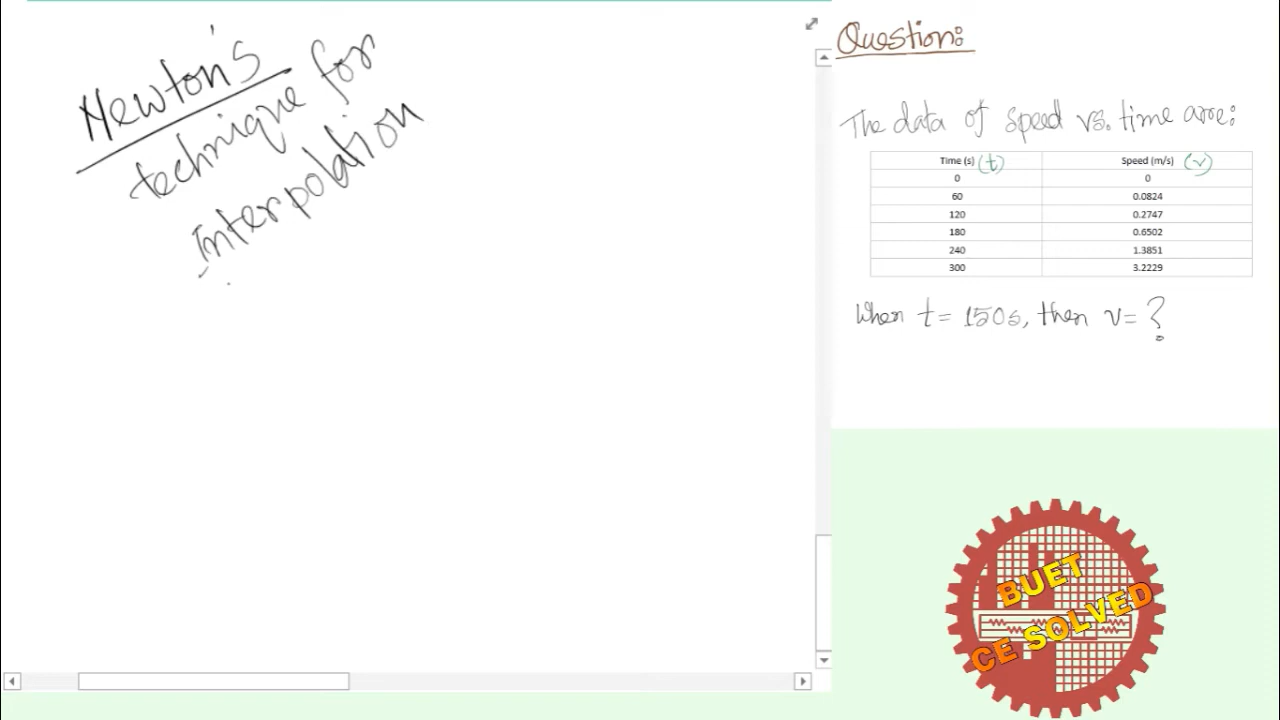 Newton's
technique for
Interpolation
Question:
The data of speed vs. time are:
Time (s) (t) Speed (m/s) (v)
0 0
60 0.0824
120 0.2747
180 0.6502
240 1.3851
300 3.2229
When t = 150s, then v = ?
BUET
CE SOLVED